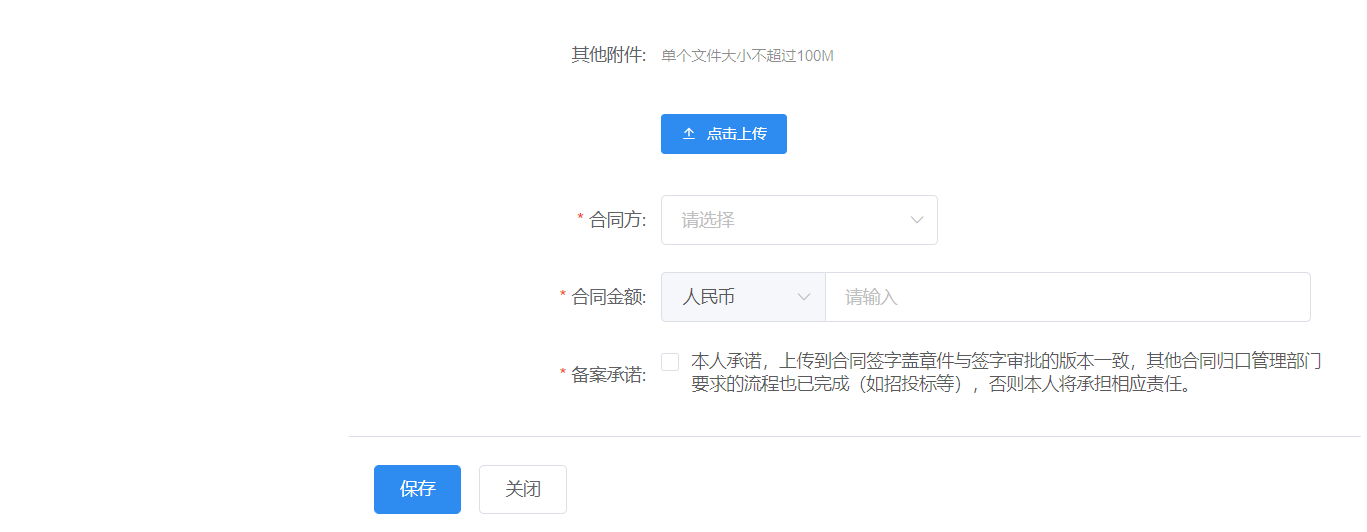 其他附件: 单个文件大小不超过100M
点击上传
* 合同方: 请选择
* 合同金额: 人民币 请输入
* 备案承诺: 本人承诺，上传到合同签字盖章件与签字审批的版本一致，其他合同归口管理部门
要求的流程也已完成（如招投标等），否则本人将承担相应责任。
保存 关闭